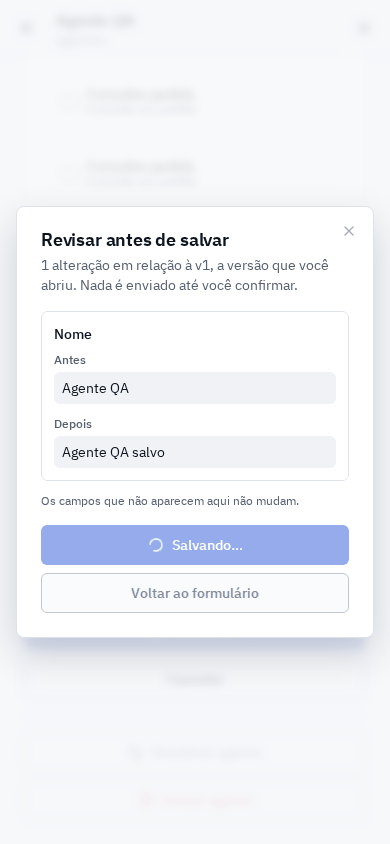 Revisar antes de salvar
1 alteração em relação à v1, a versão que você
abriu. Nada é enviado até você confirmar.
Nome
Antes
Agente QA
Depois
Agente QA salvo
Os campos que não aparecem aqui não mudam.
Salvando...
Voltar ao formulário